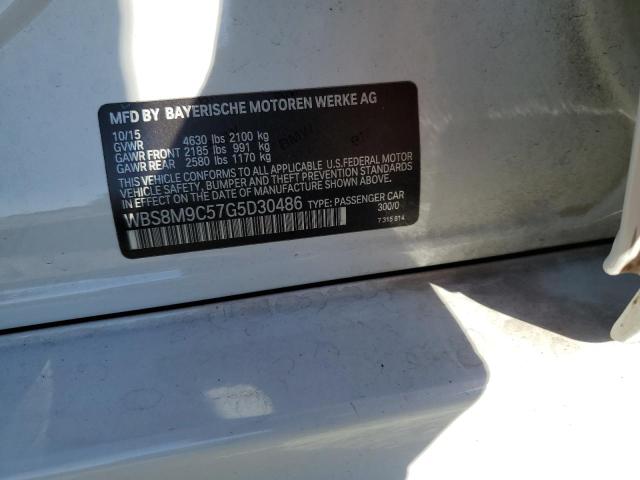 MFD BY BAYERISCHE MOTOREN WERKE AG
10/15
GVWR 4630 lbs 2100 kg
GAWR FRONT 2185 lbs 991 kg
GAWR REAR 2580 lbs 1170 kg
THIS VEHICLE CONFORMS TO ALL APPLICABLE U.S.FEDERAL MOTOR
VEHICLE SAFETY, BUMPER, AND THEFT PREVENTION STANDARDS
IN EFFECT ON THE DATE OF MANUFACTURE SHOWN ABOVE.
WBS8M9C57G5D30486 TYPE: PASSENGER CAR
300/0
7 315 814